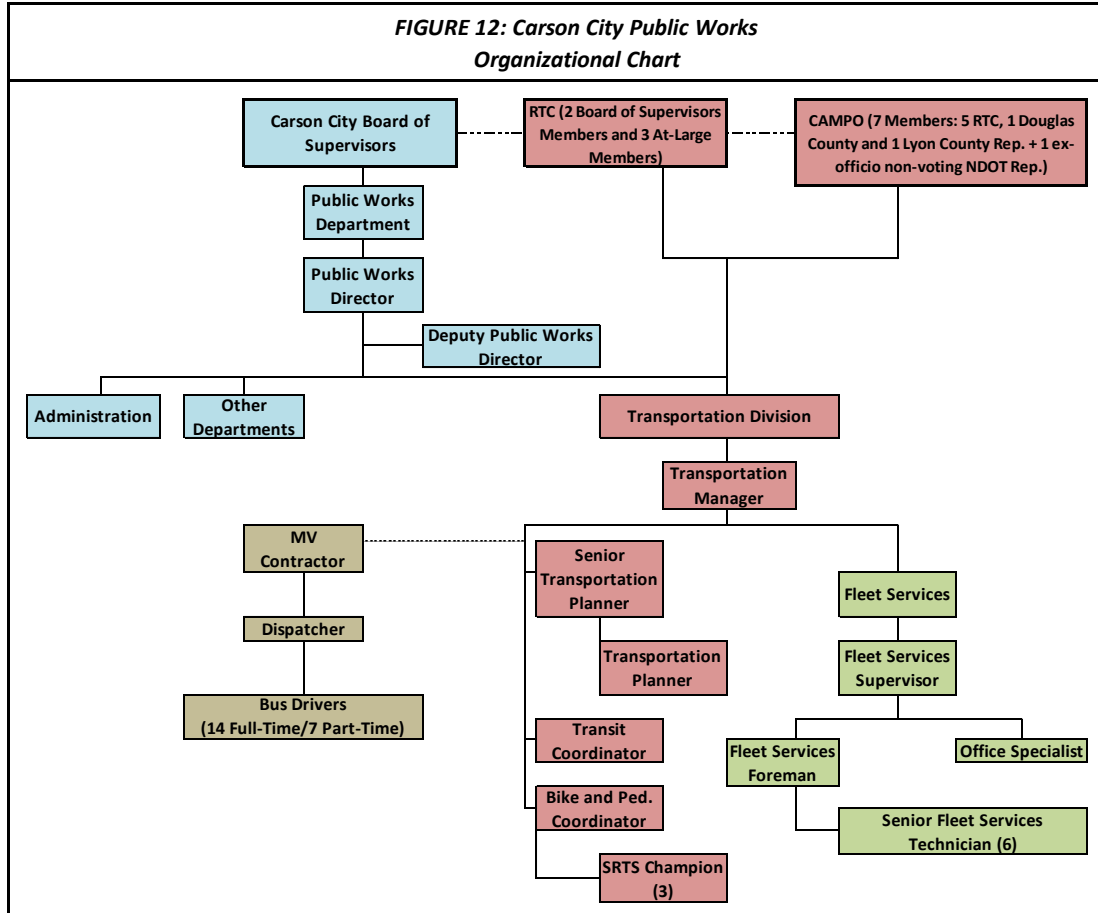 FIGURE 12: Carson City Public Works
Organizational Chart
Carson City Board of
Supervisors
RTC (2 Board of Supervisors
Members and 3 At-Large
Members)
CAMPO (7 Members: 5 RTC, 1 Douglas
County and 1 Lyon County Rep. + 1 ex-
officio non-voting NDOT Rep.)
Public Works
Department
Public Works
Director
Deputy Public Works
Director
Administration
Other
Departments
Transportation Division
Transportation
Manager
MV
Contractor
Dispatcher
Bus Drivers
(14 Full-Time/7 Part-Time)
Senior
Transportation
Planner
Transportation
Planner
Transit
Coordinator
Bike and Ped.
Coordinator
SRTS Champion
(3)
Fleet Services
Fleet Services
Supervisor
Fleet Services
Foreman
Office Specialist
Senior Fleet Services
Technician (6)